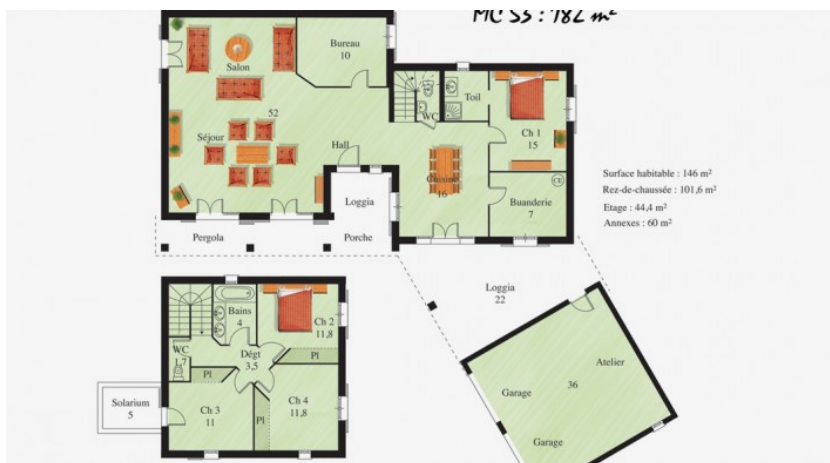 MC SS : 182 m²
Bureau
10
Salon
52
Séjour
Hall
WC
Toil
Ch 1
15
Cuisine
16
Buanderie
7
CE
Loggia
Porche
Pergola
Surface habitable : 146 m²
Rez-de-chaussée : 101,6 m²
Etage : 44,4 m²
Annexes : 60 m²
Loggia
22
Atelier
36
Garage
Garage
Bains
4
Ch 2
11,8
WC
1,7
Dégt
3,5
Pl
Pl
Pl
Solarium
5
Ch 3
11
Ch 4
11,8